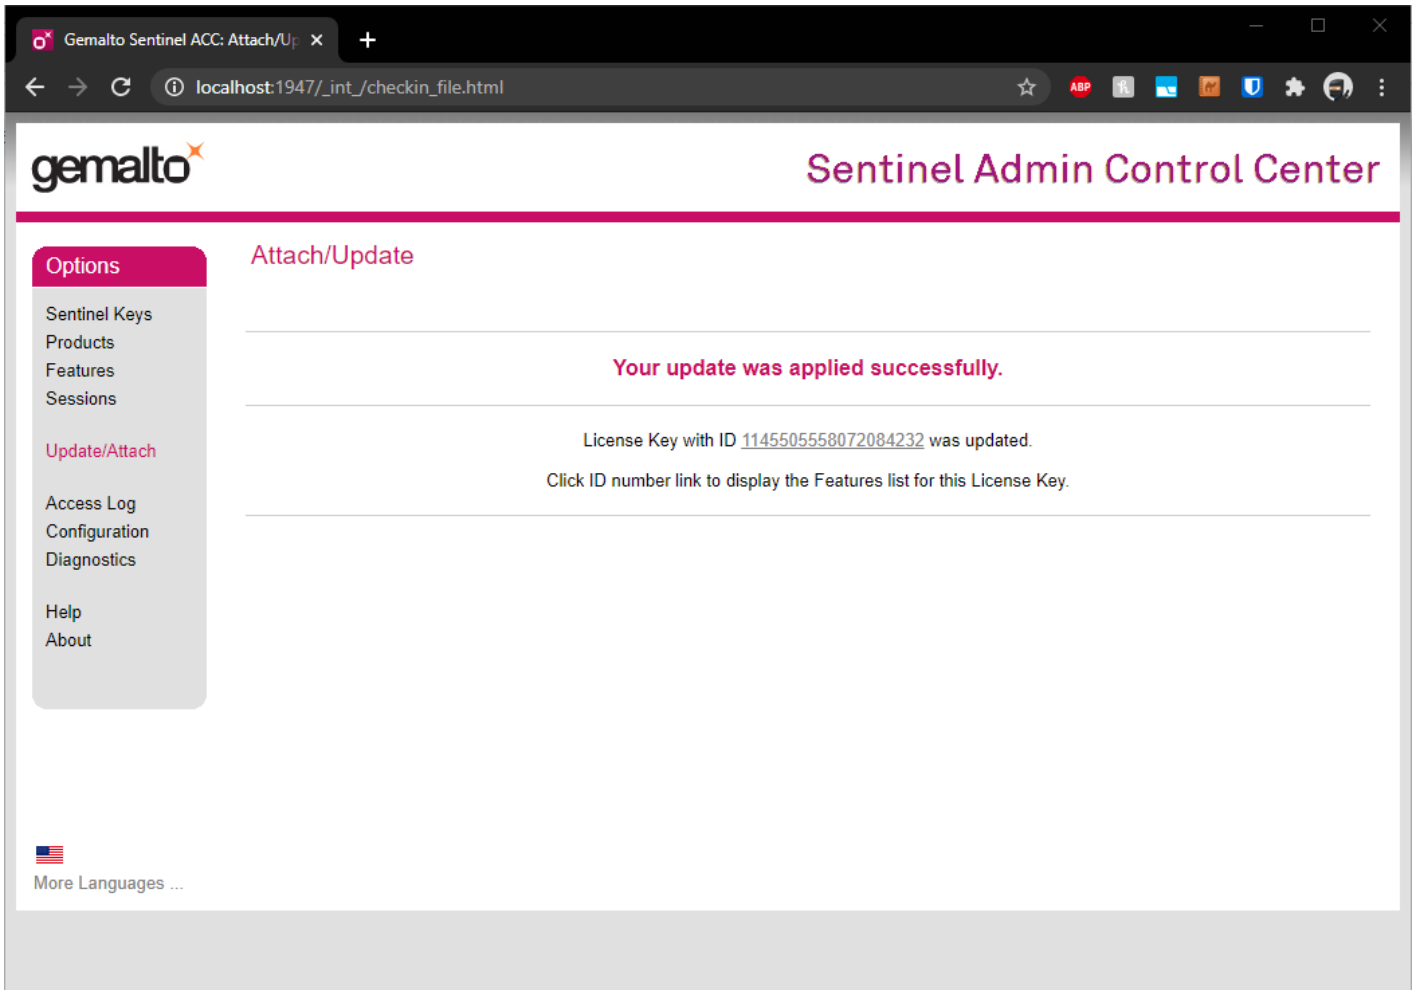 Gemalto Sentinel ACC: Attach/Up
localhost:1947/_int_/checkin_file.html
ABP
gemalto
Sentinel Admin Control Center
Options
Attach/Update
Sentinel Keys
Products
Features
Sessions
Update/Attach
Access Log
Configuration
Diagnostics
Help
About
Your update was applied successfully.
License Key with ID 1145505558072084232 was updated.
Click ID number link to display the Features list for this License Key.
More Languages ...